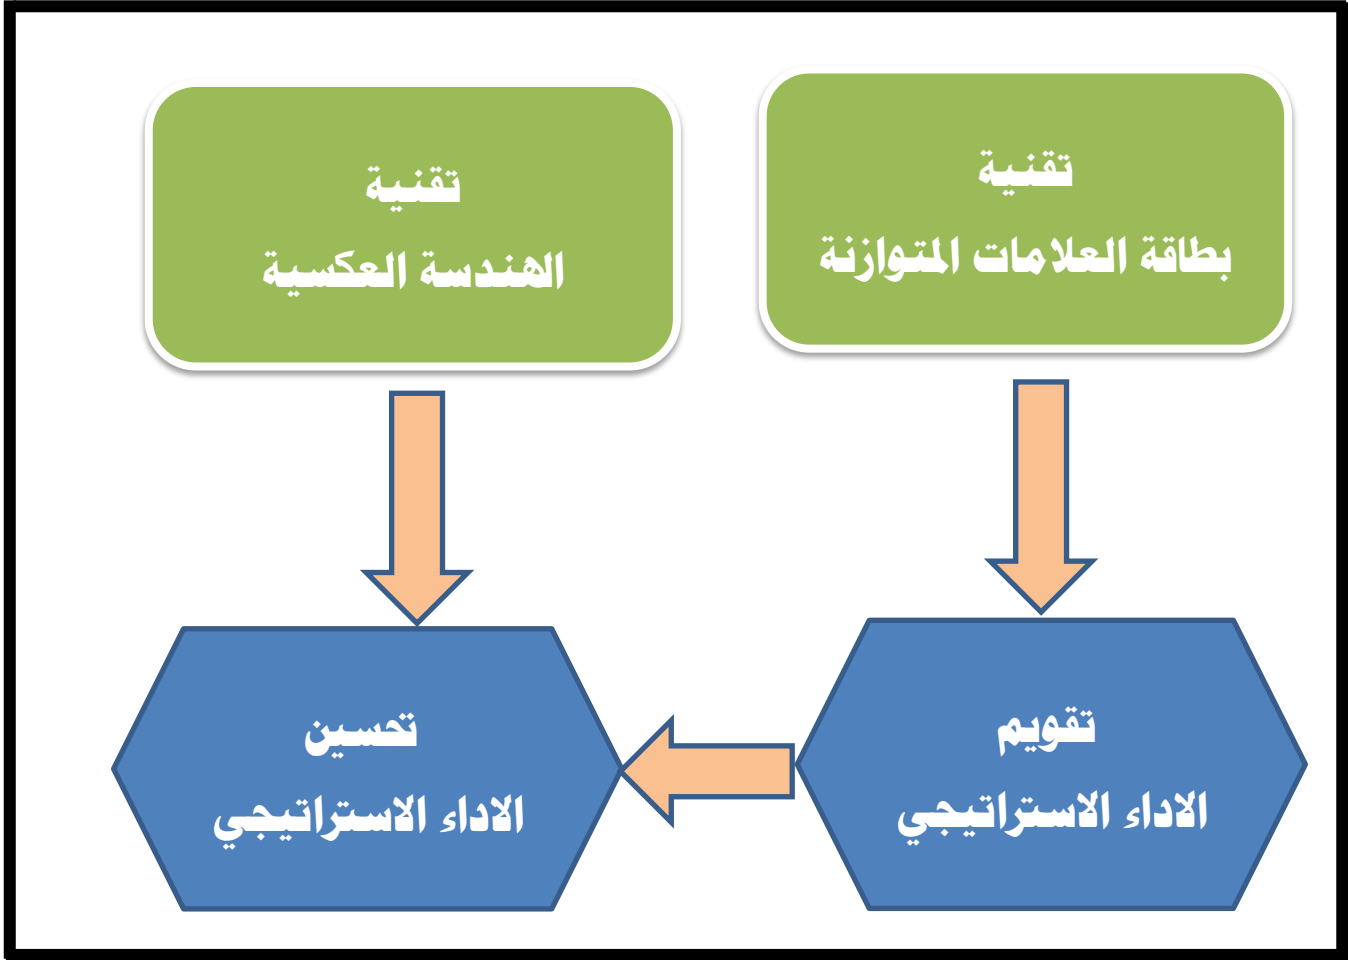 تقنية
بطاقة العلامات المتوازنة
تقنية
الهندسة العكسية
تقويم
الاداء الاستراتيجي
تحسين
الاداء الاستراتيجي